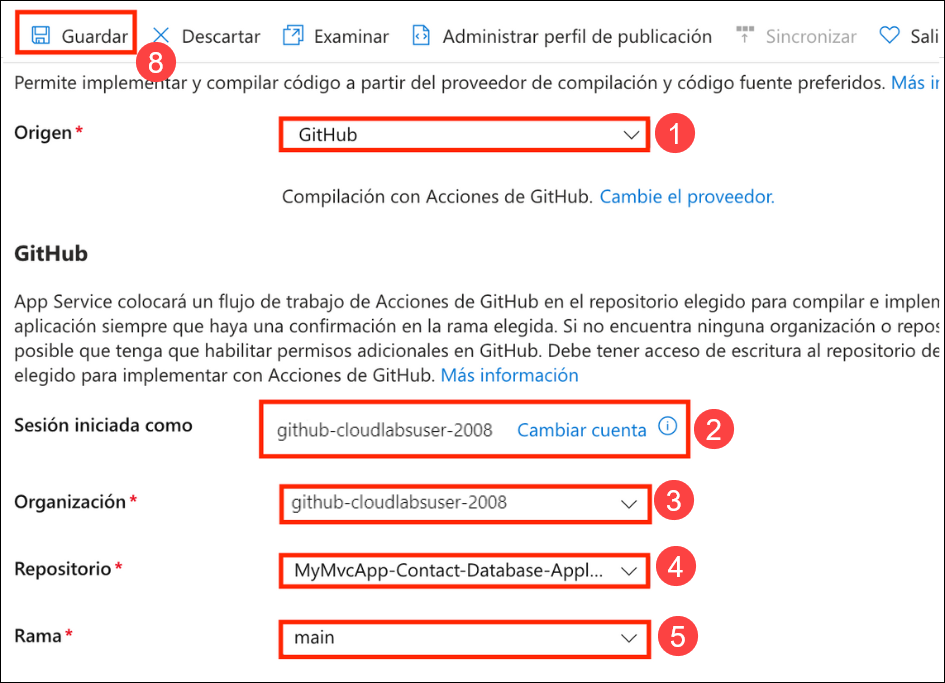 Guardar Descartar Examinar Administrar perfil de publicación Sincronizar Sali
8
Permite implementar y compilar código a partir del proveedor de compilación y código fuente preferidos. Más in
Origen * GitHub 1
Compilación con Acciones de GitHub. Cambie el proveedor.
GitHub
App Service colocará un flujo de trabajo de Acciones de GitHub en el repositorio elegido para compilar e implem
aplicación siempre que haya una confirmación en la rama elegida. Si no encuentra ninguna organización o repos
posible que tenga que habilitar permisos adicionales en GitHub. Debe tener acceso de escritura al repositorio de
elegido para implementar con Acciones de GitHub. Más información
Sesión iniciada como github-cloudlabsuser-2008 Cambiar cuenta 2
Organización * github-cloudlabsuser-2008 3
Repositorio * MyMvcApp-Contact-Database-Appl... 4
Rama * main 5